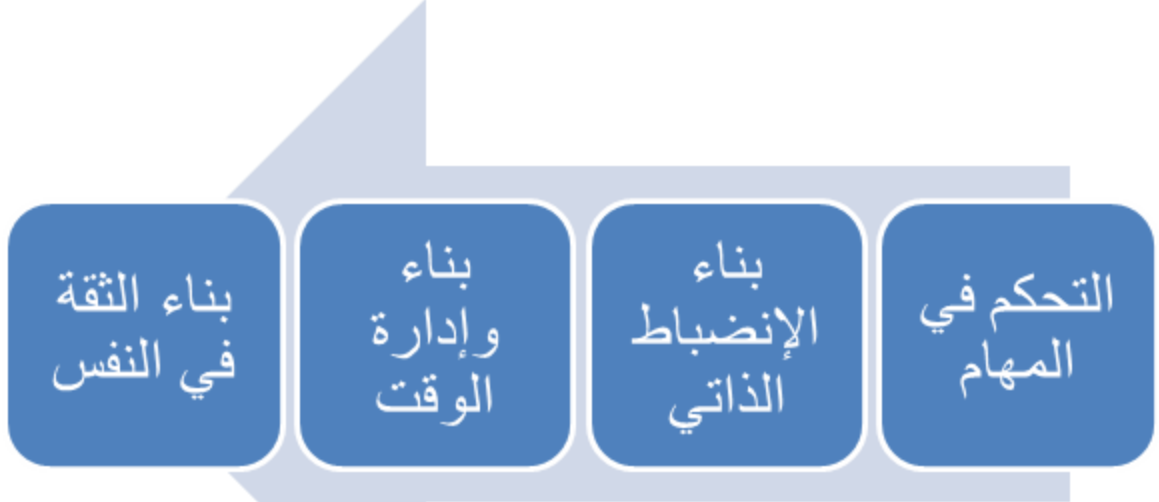 التحكم في
المهام
بناء
الإنضباط
الذاتي
بناء
وإدارة
الوقت
بناء الثقة
في النفس